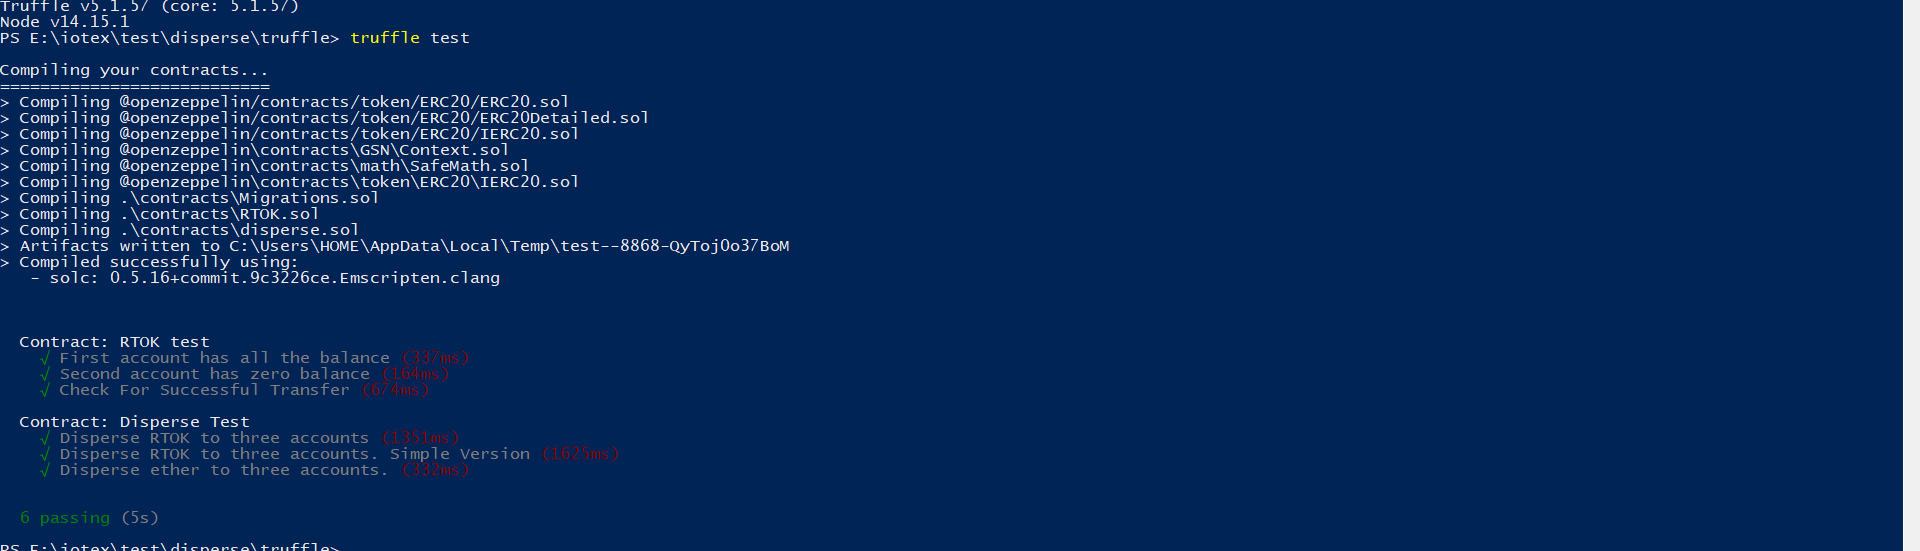 Truffle v5.1.57 (core: 5.1.57)
Node v14.15.1
PS E:\iotex\test\disperse\truffle> truffle test
Compiling your contracts...
===========================
> Compiling @openzeppelin/contracts/token/ERC20/ERC20.sol
> Compiling @openzeppelin/contracts/token/ERC20/ERC20Detailed.sol
> Compiling @openzeppelin/contracts/token/ERC20/IERC20.sol
> Compiling @openzeppelin\contracts\GSN\Context.sol
> Compiling @openzeppelin\contracts\math\SafeMath.sol
> Compiling @openzeppelin\contracts\token\ERC20\IERC20.sol
> Compiling .\contracts\Migrations.sol
> Compiling .\contracts\RTOK.sol
> Compiling .\contracts\disperse.sol
> Artifacts written to C:\Users\HOME\AppData\Local\Temp\test--8868-QyTojOo37BoM
> Compiled successfully using:
- solc: 0.5.16+commit.9c3226ce.Emscripten.clang
Contract: RTOK test
√ First account has all the balance (337ms)
√ Second account has zero balance (164ms)
√ Check For Successful Transfer (674ms)
Contract: Disperse Test
√ Disperse RTOK to three accounts (1351ms)
√ Disperse RTOK to three accounts. Simple Version (1625ms)
√ Disperse ether to three accounts. (332ms)
6 passing (5s)
PS E:\iotex\test\disperse\truffle>